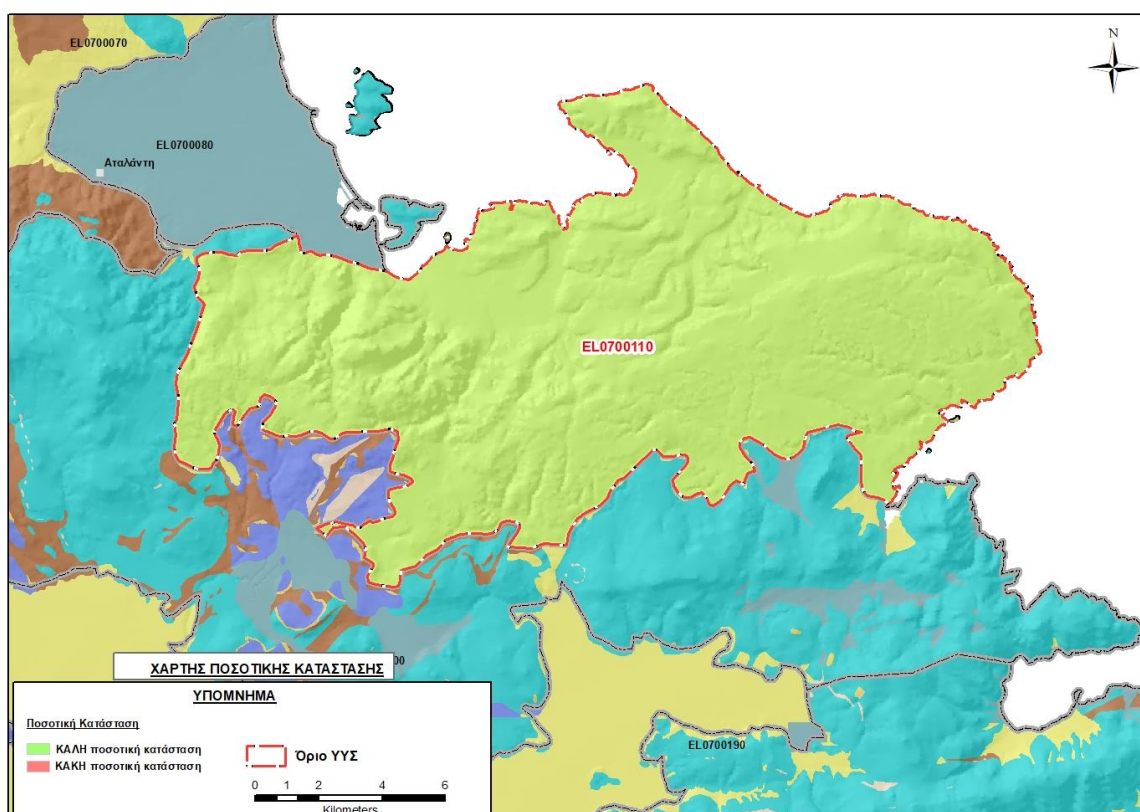 EL0700070
N
EL0700080
Αταλάντη
EL0700110
00
ΧΑΡΤΗΣ ΠΟΣΟΤΙΚΗΣ ΚΑΤΑΣΤΑΣΗΣ
EL0700190
ΥΠΟΜΝΗΜΑ
Ποσοτική Κατάσταση
ΚΑΛΗ ποσοτική κατάσταση
ΚΑΚΗ ποσοτική κατάσταση
Όριο ΥΥΣ
0 1 2 4 6
Kilometers